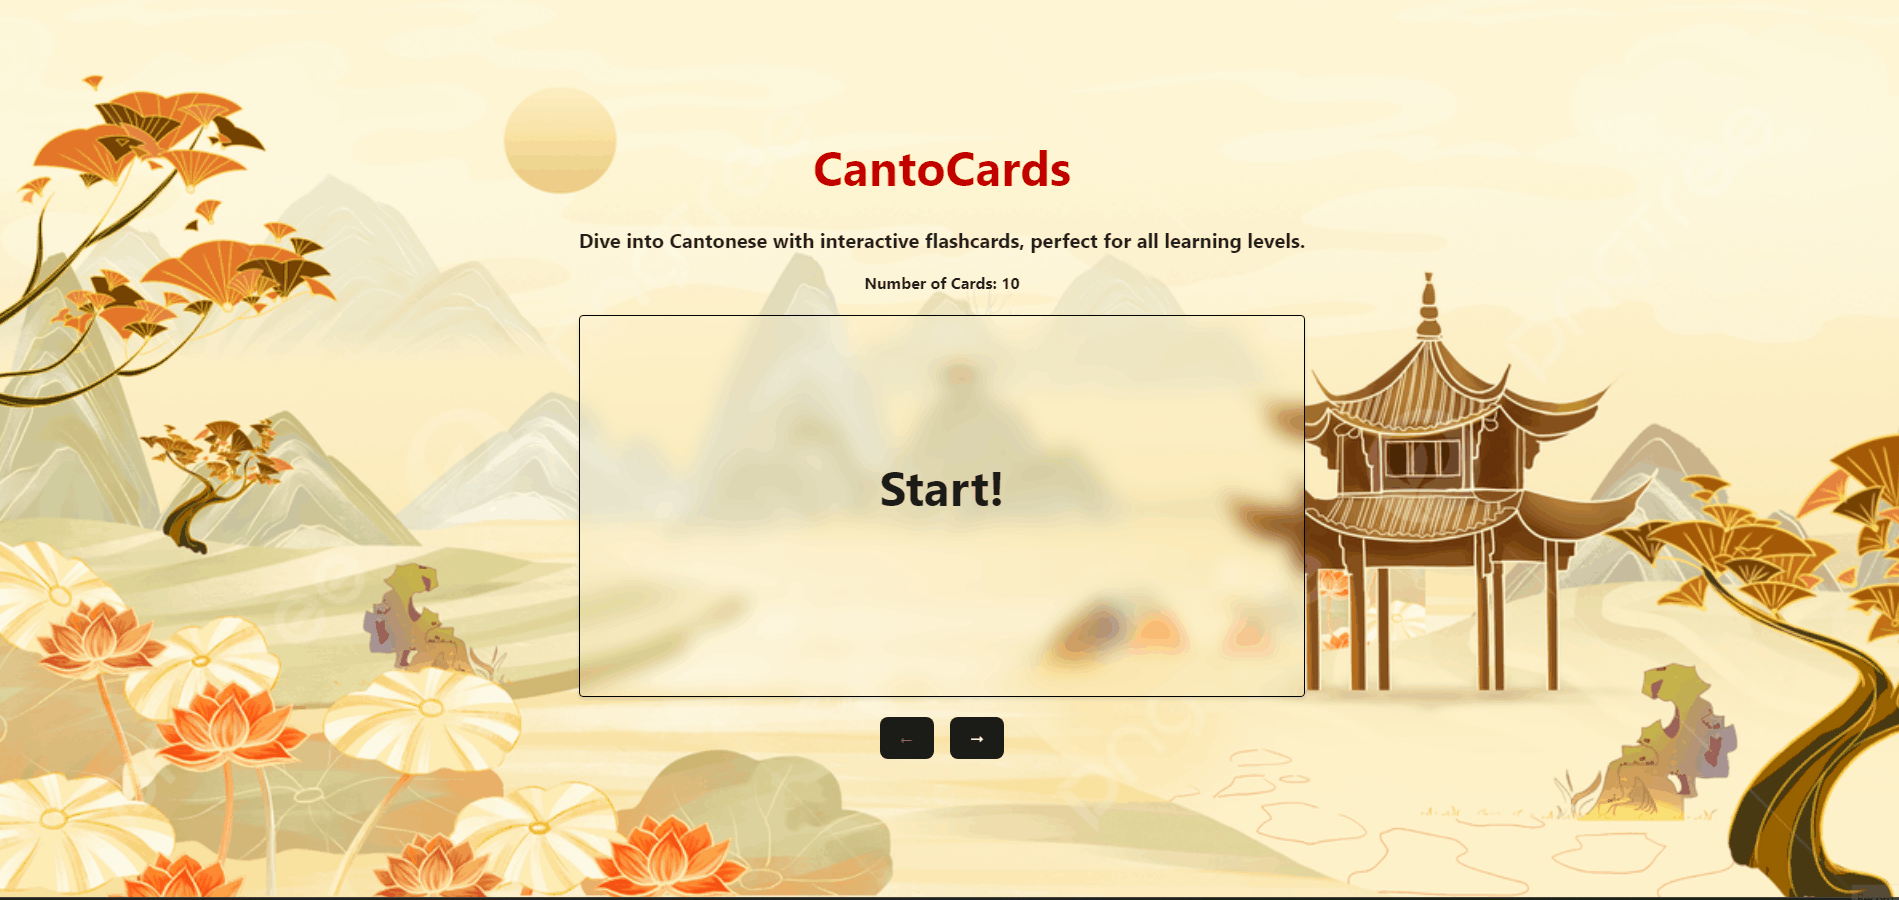 CantoCards
Dive into Cantonese with interactive flashcards, perfect for all learning levels.
Number of Cards: 10
Start!
← →